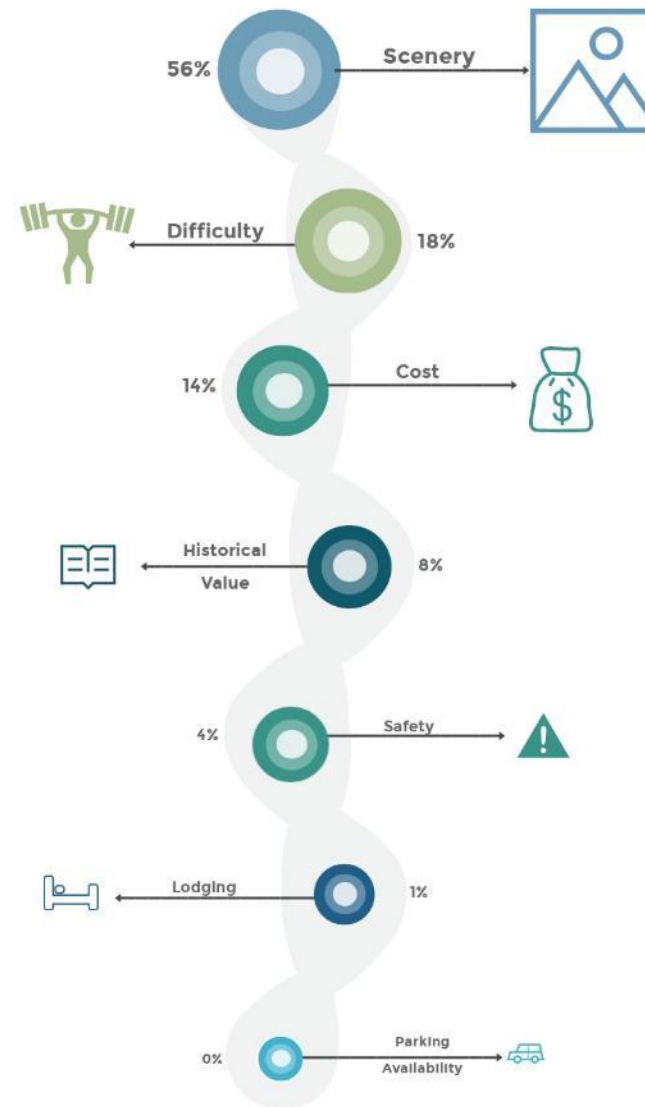 56%
Scenery
Difficulty
18%
14%
Cost
$
Historical
Value
8%
4%
Safety
!
Lodging
1%
0%
Parking
Availability